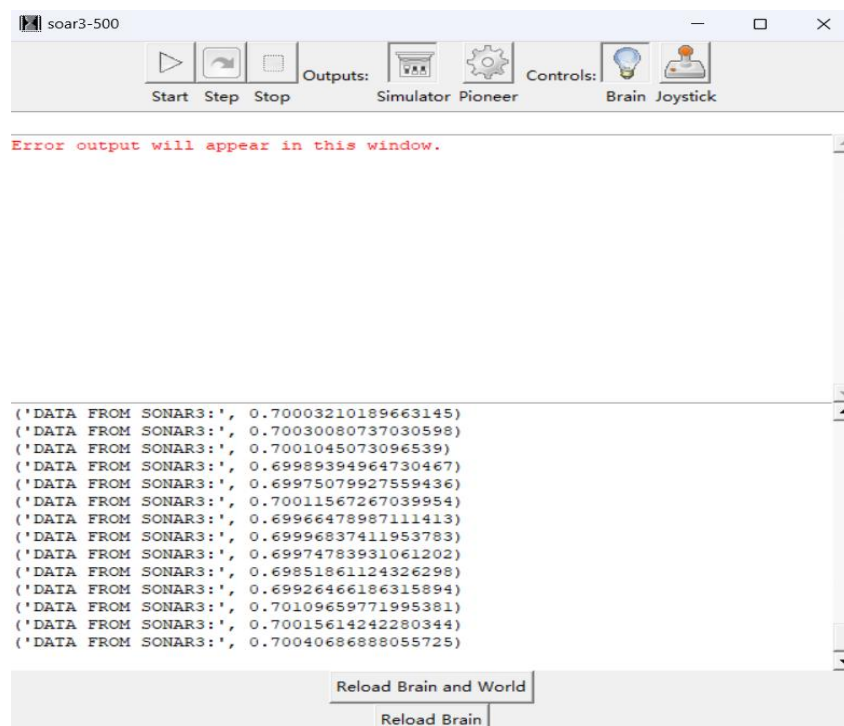 soar3-500
Outputs: Controls:
Start Step Stop Simulator Pioneer Brain Joystick
Error output will appear in this window.
('DATA FROM SONAR3:', 0.70003210189663145)
('DATA FROM SONAR3:', 0.70030080737030598)
('DATA FROM SONAR3:', 0.7001045073096539)
('DATA FROM SONAR3:', 0.69989394964730467)
('DATA FROM SONAR3:', 0.69975079927559436)
('DATA FROM SONAR3:', 0.70011567267039954)
('DATA FROM SONAR3:', 0.69966478987111413)
('DATA FROM SONAR3:', 0.69996837411953783)
('DATA FROM SONAR3:', 0.69974783931061202)
('DATA FROM SONAR3:', 0.69851861124326298)
('DATA FROM SONAR3:', 0.69926466186315894)
('DATA FROM SONAR3:', 0.70109659771995381)
('DATA FROM SONAR3:', 0.70015614242280344)
('DATA FROM SONAR3:', 0.70040686888055725)
Reload Brain and World
Reload Brain